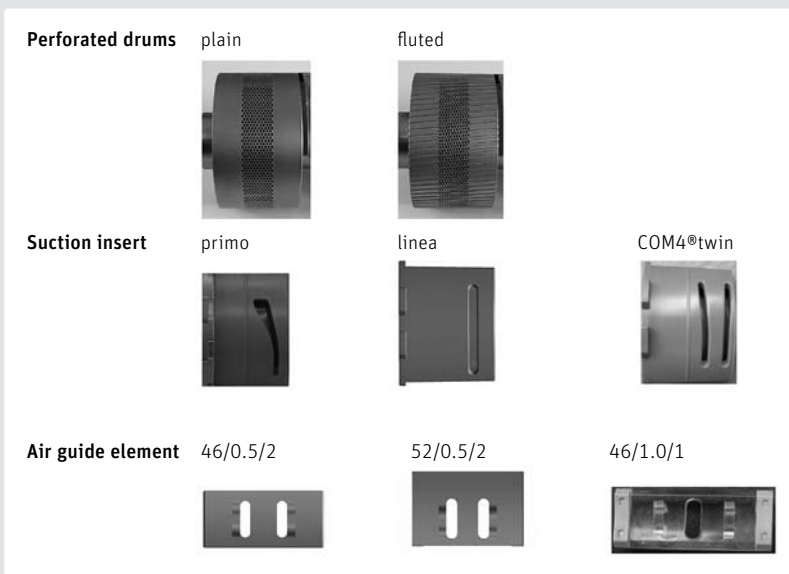 Perforated drums plain fluted
Suction insert primo linea COM4®twin
Air guide element 46/0.5/2 52/0.5/2 46/1.0/1